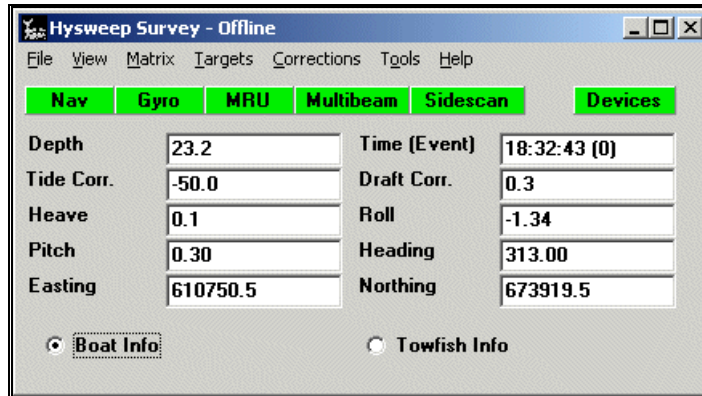 Hysweep Survey - Offline
File View Matrix Targets Corrections Tools Help
Nav Gyro MRU Multibeam Sidescan Devices
Depth 23.2 Time (Event) 18:32:43 (0)
Tide Corr. -50.0 Draft Corr. 0.3
Heave 0.1 Roll -1.34
Pitch 0.30 Heading 313.00
Easting 610750.5 Northing 673919.5
Boat Info Towfish Info